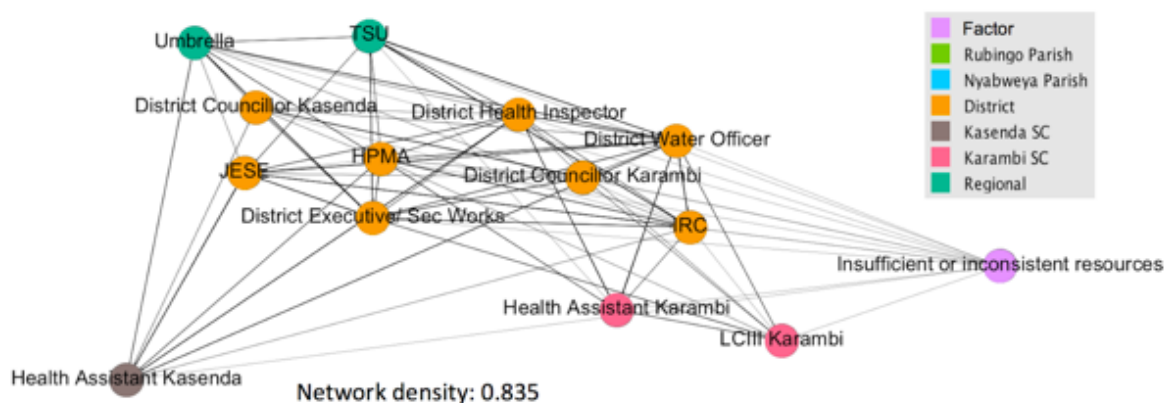 Umbrella
TSU
District Councillor Kasenda
District Health Inspector
District Water Officer
JESE
HPMA
District Councillor Karambi
District Executive/ Sec Works
IRC
Insufficient or inconsistent resources
Health Assistant Karambi
LCIII Karambi
Health Assistant Kasenda
Network density: 0.835
Factor
Rubingo Parish
Nyabweya Parish
District
Kasenda SC
Karambi SC
Regional